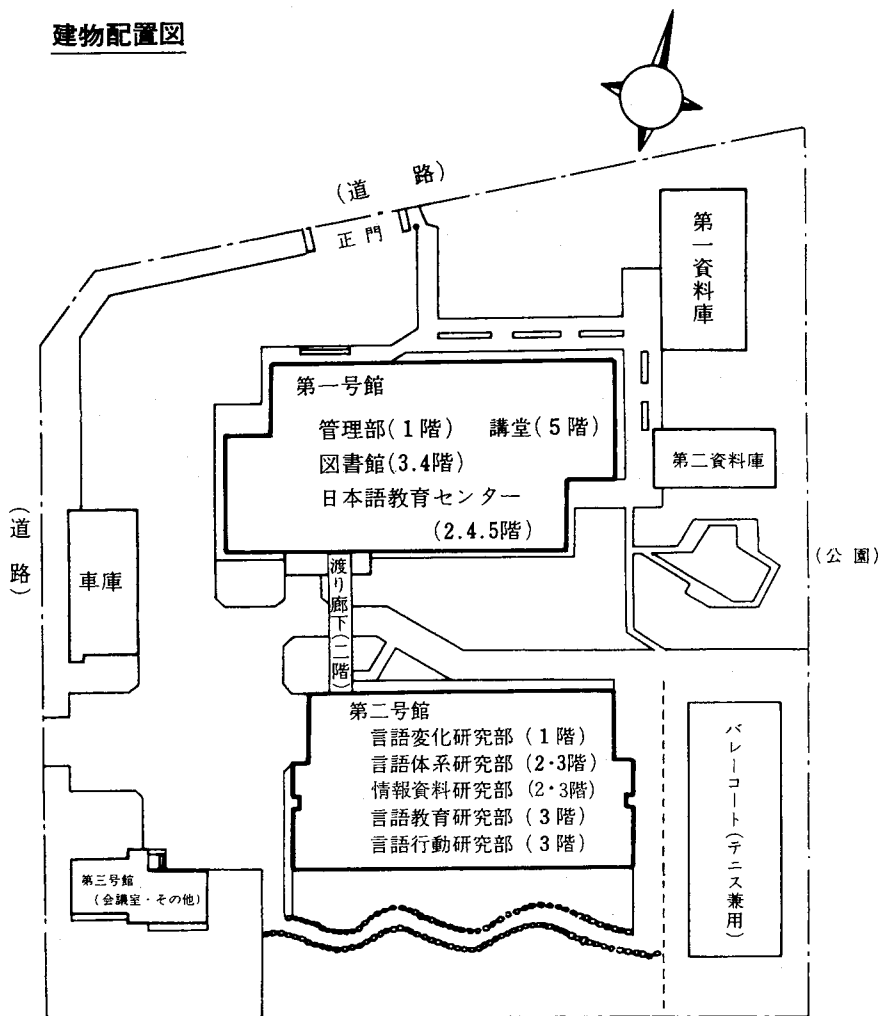 建物配置図
(道路)
正門
第一資料庫
第一号館
管理部(1階) 講堂(5階)
図書館(3.4階)
日本語教育センター
(2.4.5階)
第二資料庫
(道路)
車庫
渡り廊下(二階)
(公園)
第二号館
言語変化研究部(1階)
言語体系研究部(2・3階)
情報資料研究部(2・3階)
言語教育研究部(3階)
言語行動研究部(3階)
バレーコート(テニス兼用)
第三号館
(会議室・その他)